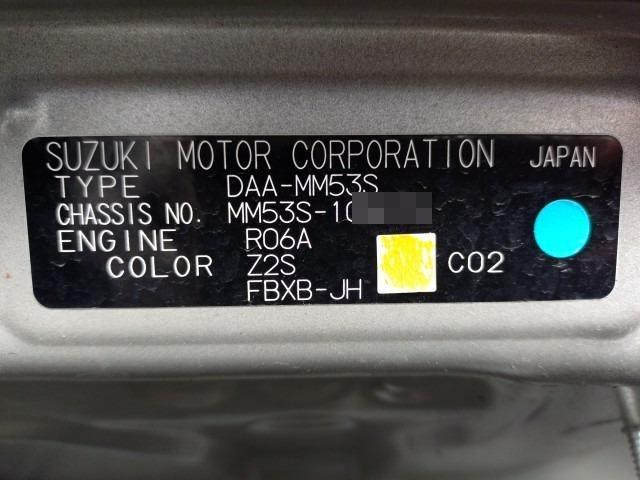 SUZUKI MOTOR CORPORATION JAPAN
TYPE DAA-MM53S
CHASSIS NO. MM53S-10
ENGINE R06A
COLOR Z2S C02
FBXB-JH